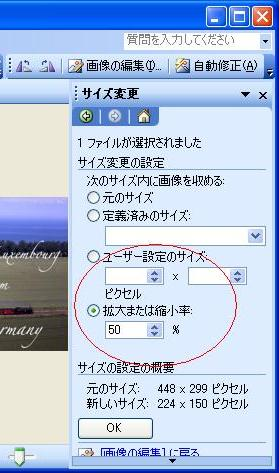 質問を入力してください
画像の編集(I)... 自動修正(A)
サイズ変更
1 ファイルが選択されました
サイズ変更の設定
次のサイズ内に画像を収める:
元のサイズ
定義済みのサイズ:
ユーザー設定のサイズ:
x
ピクセル
拡大または縮小率:
50 %
サイズの設定の概要
元のサイズ: 448 x 299 ピクセル
新しいサイズ: 224 x 150 ピクセル
OK
[画像の編集] に戻る
Luxembourg
m
ermany